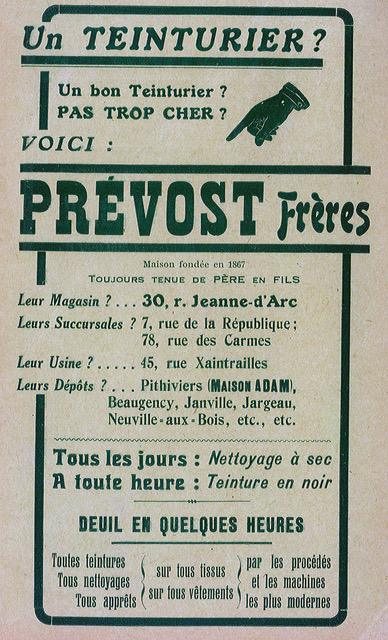 Un TEINTURIER ?
Un bon Teinturier ?
PAS TROP CHER ?
VOICI :
PRÉVOST Frères
Maison fondée en 1867
TOUJOURS TENUE DE PÈRE EN FILS
Leur Magasin ? ... 30, r. Jeanne-d'Arc
Leurs Succursales ? 7, rue de la République ;
78, rue des Carmes
Leur Usine ? ..... 45, rue Xaintrailles
Leurs Dépôts ? ... Pithiviers (MAISON ADAM),
Beaugency, Janville, Jargeau,
Neuville-aux-Bois, etc., etc.
Tous les jours : Nettoyage à sec
A toute heure : Teinture en noir
DEUIL EN QUELQUES HEURES
Toutes teintures
Tous nettoyages
Tous apprêts
sur tous tissus
sur tous vêtements
par les procédés
et les machines
les plus modernes